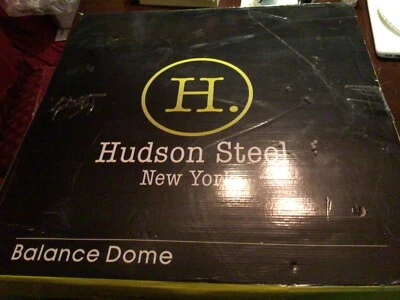 H.
Hudson Steel
New York
Balance Dome